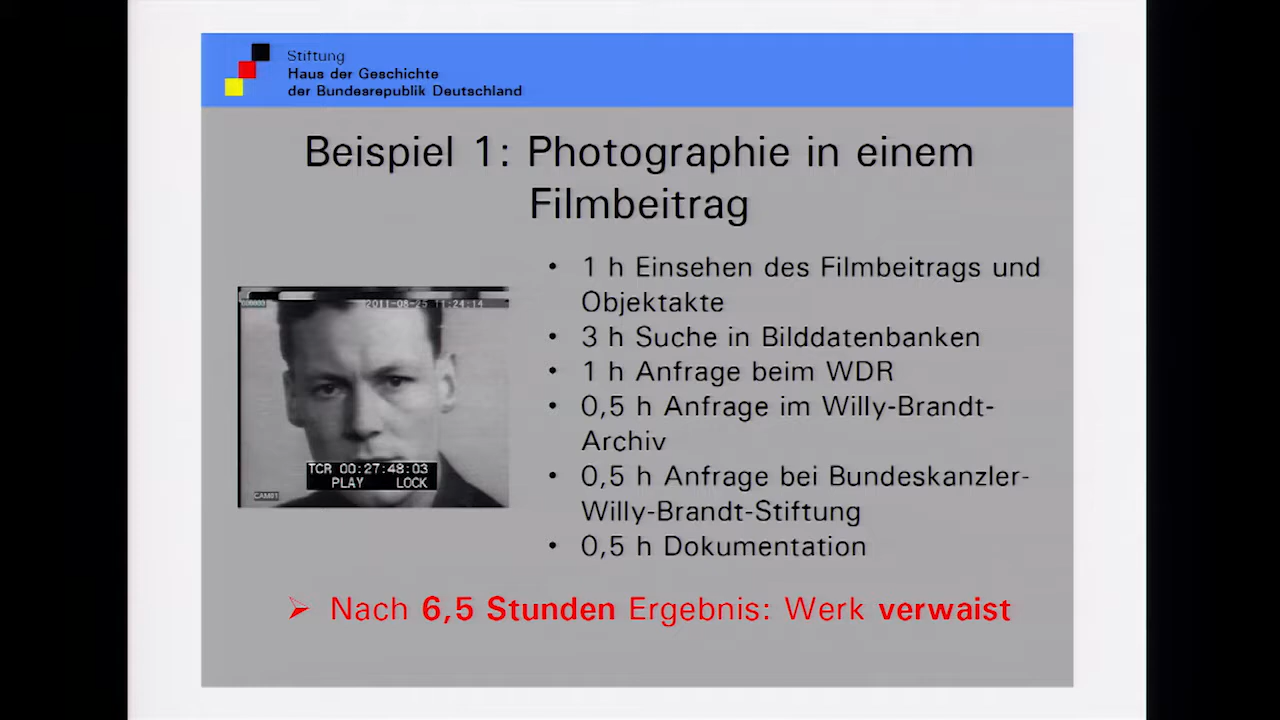 Stiftung
Haus der Geschichte
der Bundesrepublik Deutschland
Beispiel 1: Photographie in einem
Filmbeitrag
• 1 h Einsehen des Filmbeitrags und
Objektakte
• 3 h Suche in Bilddatenbanken
• 1 h Anfrage beim WDR
• 0,5 h Anfrage im Willy-Brandt-
Archiv
• 0,5 h Anfrage bei Bundeskanzler-
Willy-Brandt-Stiftung
• 0,5 h Dokumentation
2011-08-25 11:24:14
TCR 00:27:48:03
PLAY LOCK
CAM01
➢ Nach 6,5 Stunden Ergebnis: Werk verwaist